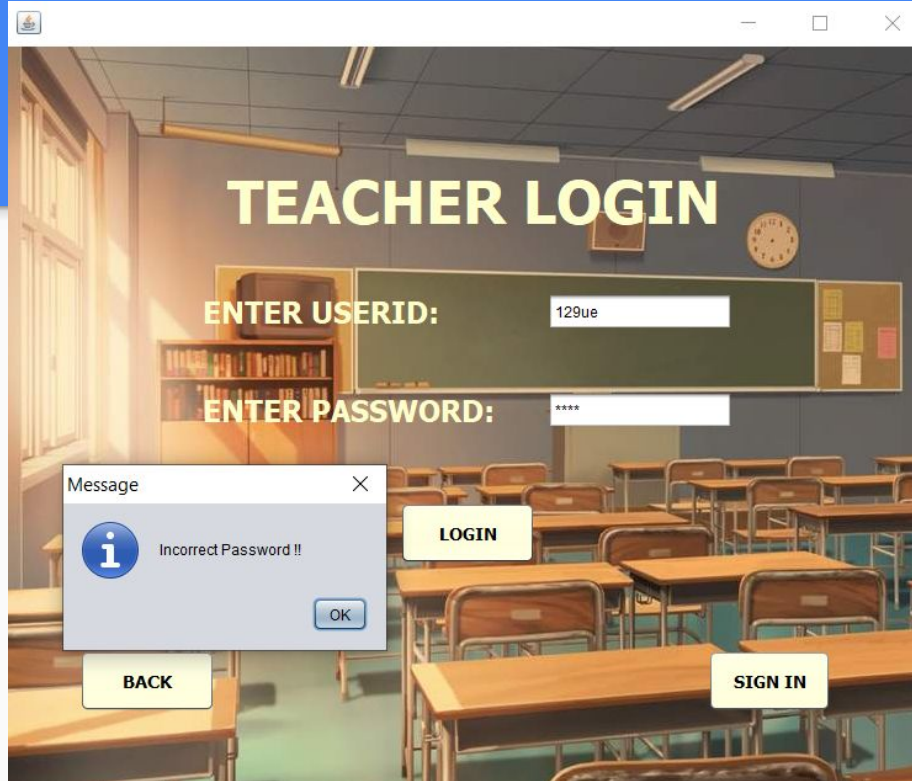 TEACHER LOGIN
ENTER USERID:
129ue
ENTER PASSWORD:
****
Message
Incorrect Password !!
OK
LOGIN
BACK
SIGN IN